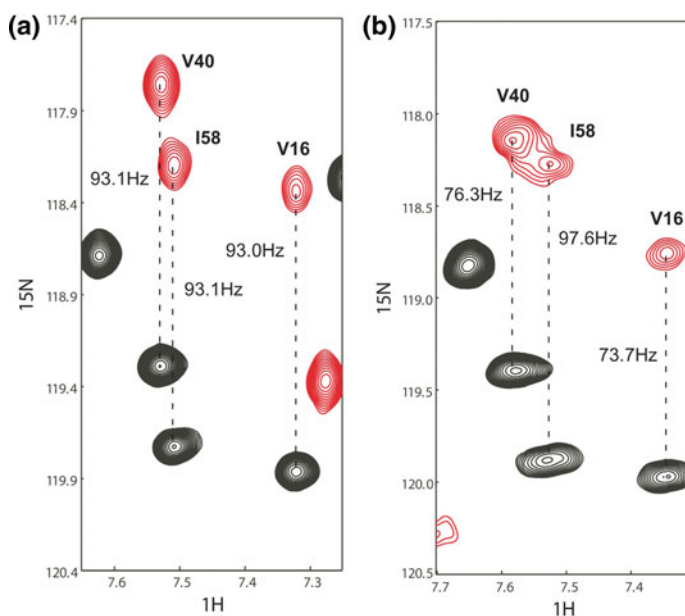 (a)
117.4
117.9
118.4
118.9
119.4
119.9
120.4
15N
V40
I58
V16
93.1Hz
93.0Hz
93.1Hz
7.6
7.5
7.4
7.3
1H
(b)
117.5
118.0
118.5
119.0
119.5
120.0
120.5
15N
V40
I58
76.3Hz
97.6Hz
V16
73.7Hz
7.7
7.6
7.5
7.4
1H